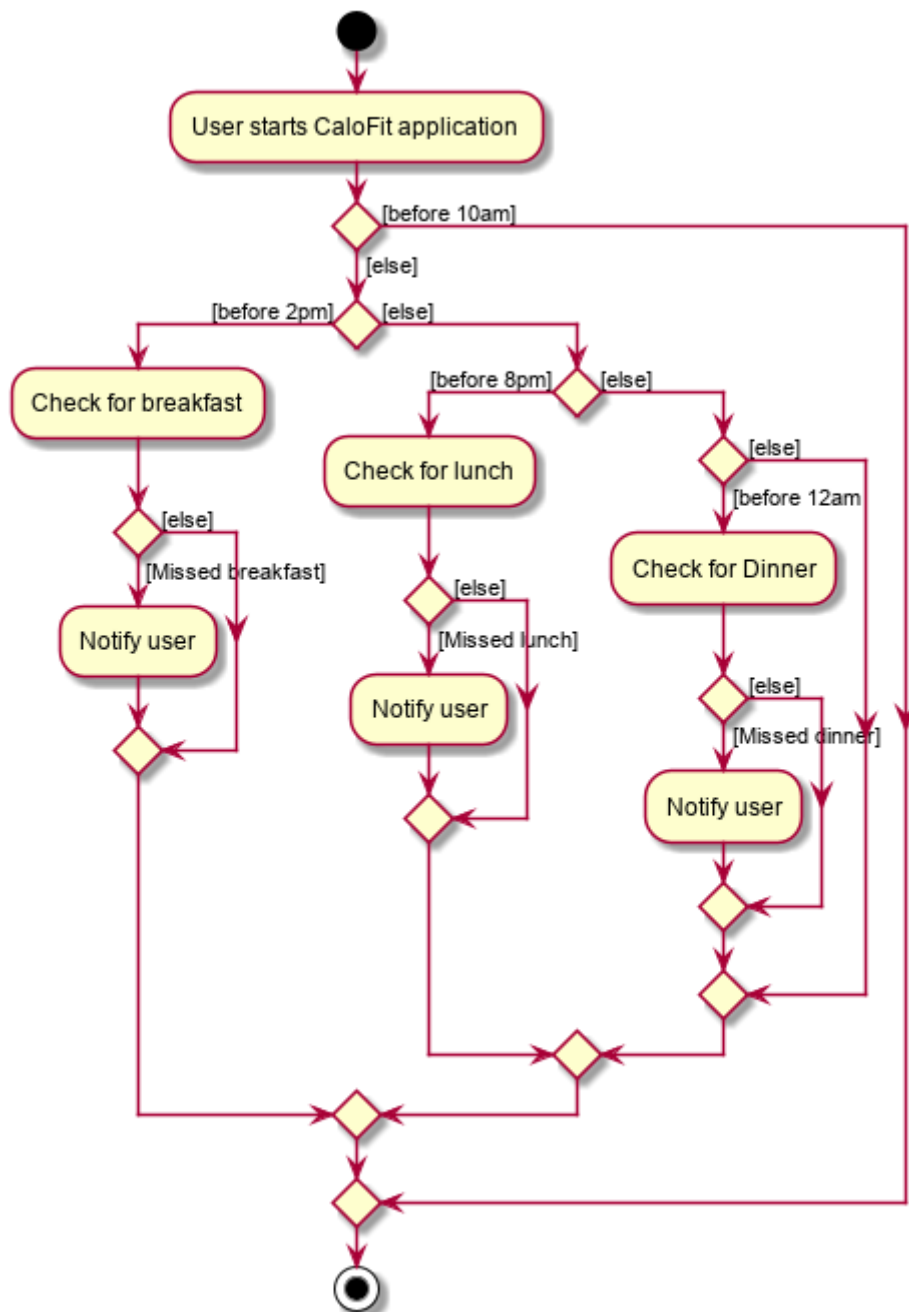 User starts CaloFit application
[before 10am]
[else]
[before 2pm]
[else]
[before 8pm]
[else]
Check for breakfast
Check for lunch
[else]
[before 12am
[else]
[Missed breakfast]
Check for Dinner
Notify user
[else]
[Missed lunch]
Notify user
[else]
[Missed dinner]
Notify user